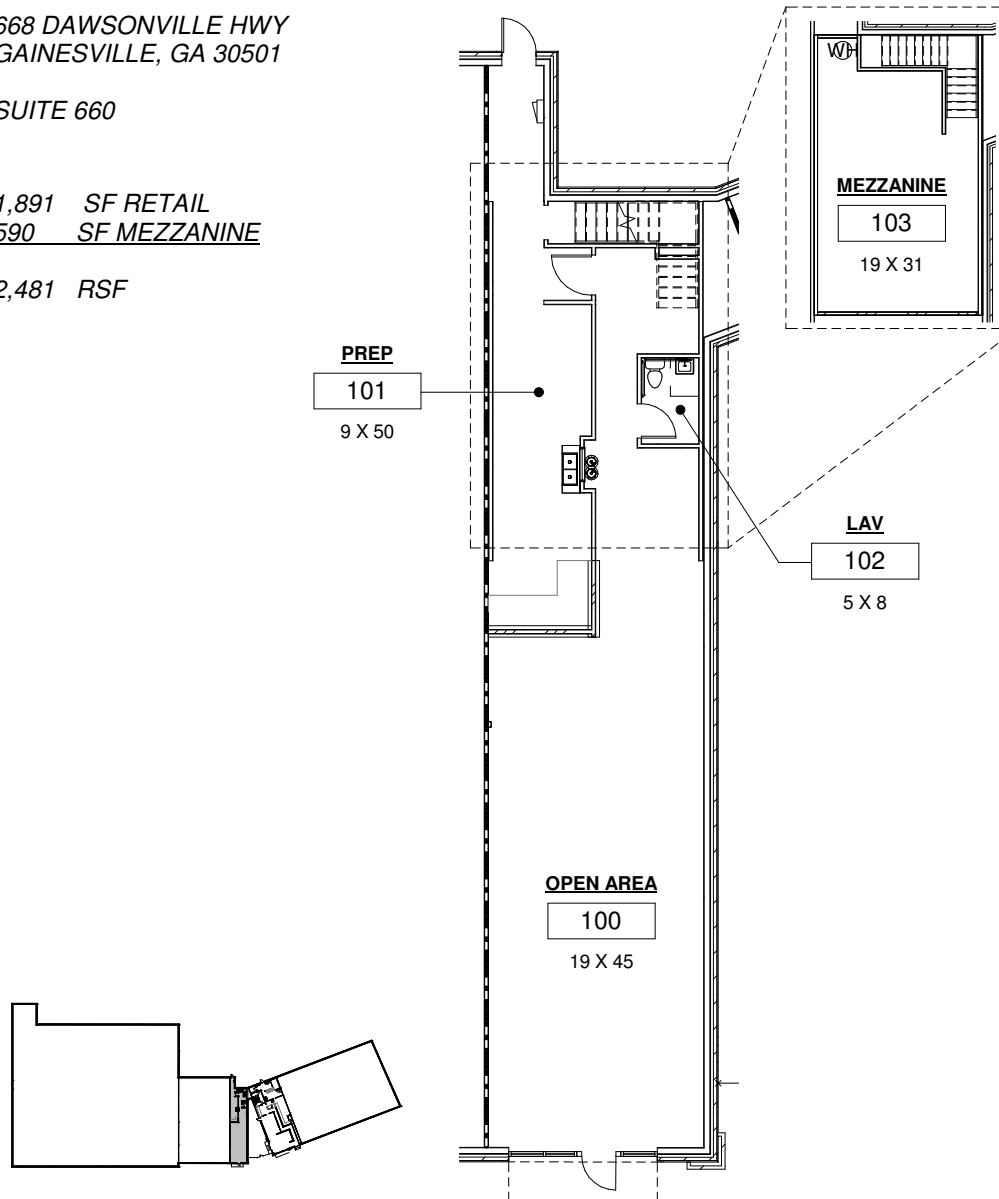 668 DAWSONVILLE HWY
GAINESVILLE, GA 30501
SUITE 660
1,891 SF RETAIL
590 SF MEZZANINE
2,481 RSF
WH
MEZZANINE
103
19 X 31
PREP
101
9 X 50
LAV
102
5 X 8
OPEN AREA
100
19 X 45